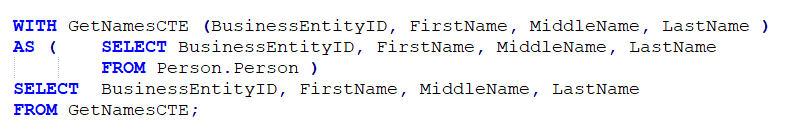 WITH GetNamesCTE (BusinessEntityID, FirstName, MiddleName, LastName )
AS (    SELECT BusinessEntityID, FirstName, MiddleName, LastName
        FROM Person.Person )
SELECT  BusinessEntityID, FirstName, MiddleName, LastName
FROM GetNamesCTE;